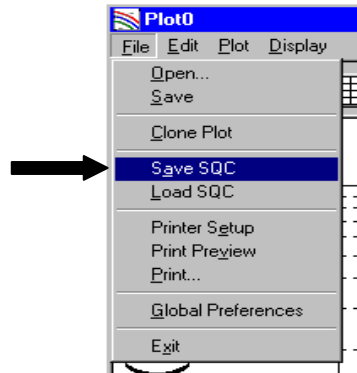 Plot0
File Edit Plot Display
Open...
Save
Clone Plot
Save SQC
Load SQC
Printer Setup
Print Preview
Print...
Global Preferences
Exit